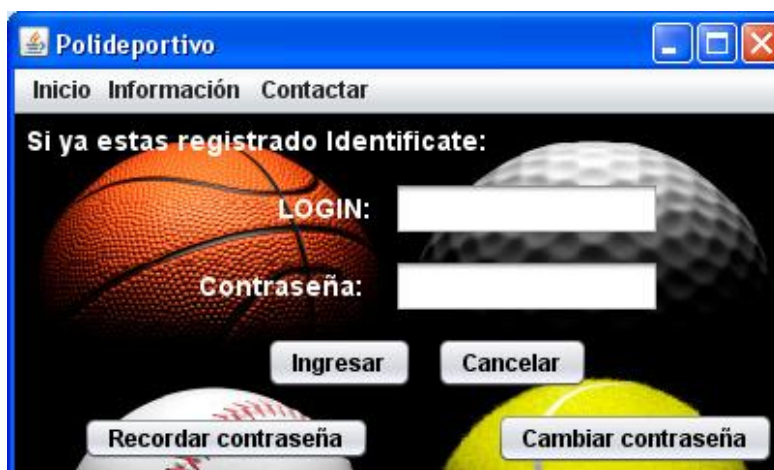 Polideportivo
Inicio Información Contactar
Si ya estas registrado Identificate:
LOGIN:
Contraseña:
Ingresar Cancelar
Recordar contraseña Cambiar contraseña